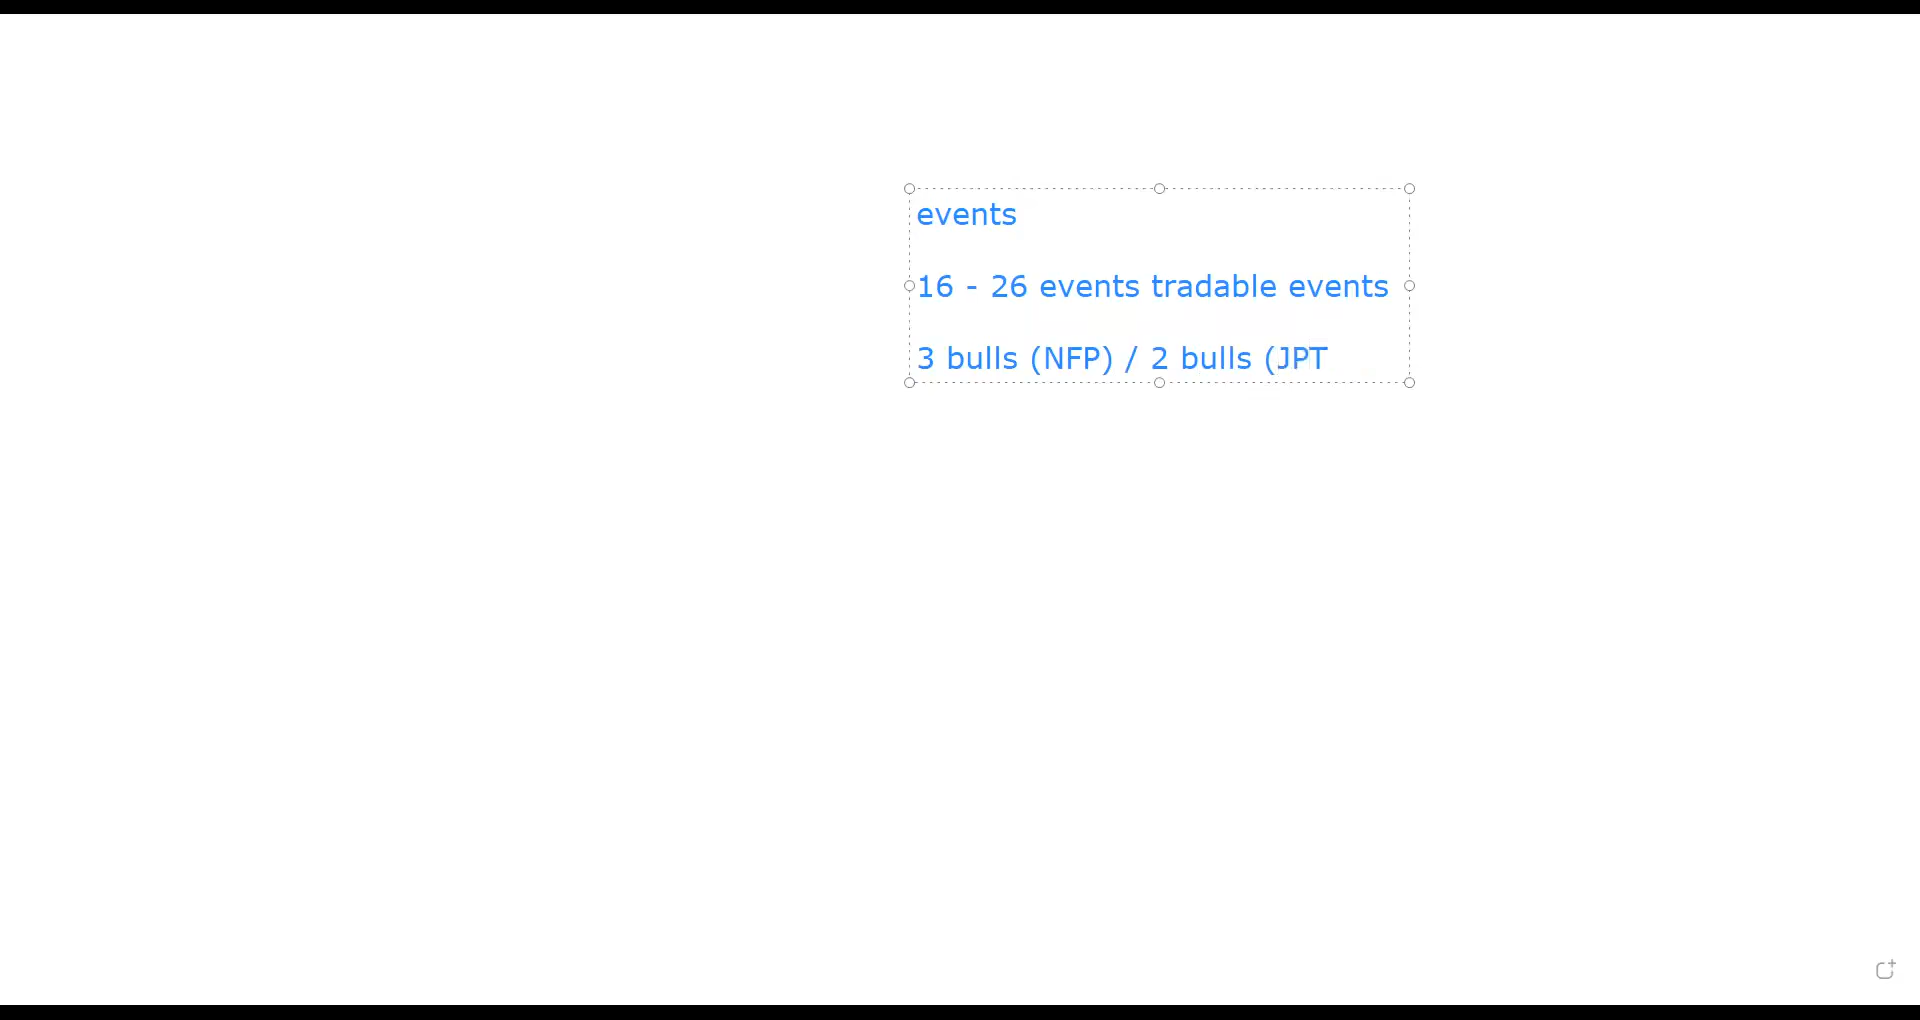 events
16 - 26 events tradable events
3 bulls (NFP) / 2 bulls (JPT